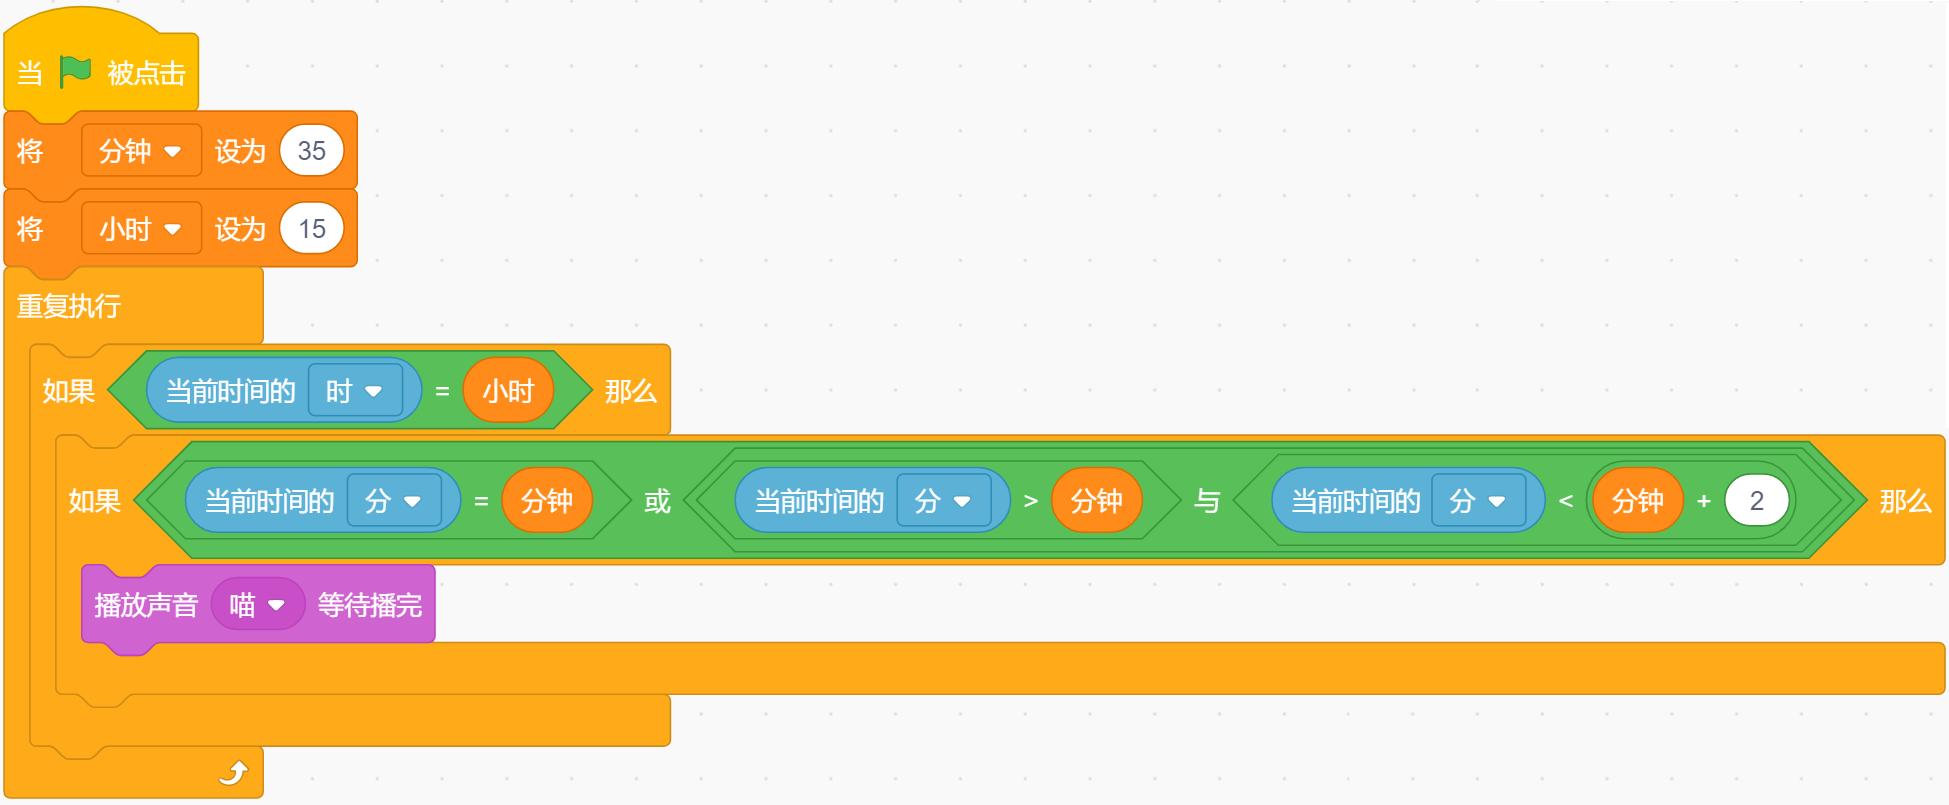 当 被点击
将 分钟 设为 35
将 小时 设为 15
重复执行
如果 当前时间的 时 = 小时 那么
如果 当前时间的 分 = 分钟 或 当前时间的 分 > 分钟 与 当前时间的 分 < 分钟 + 2 那么
播放声音 喵 等待播完